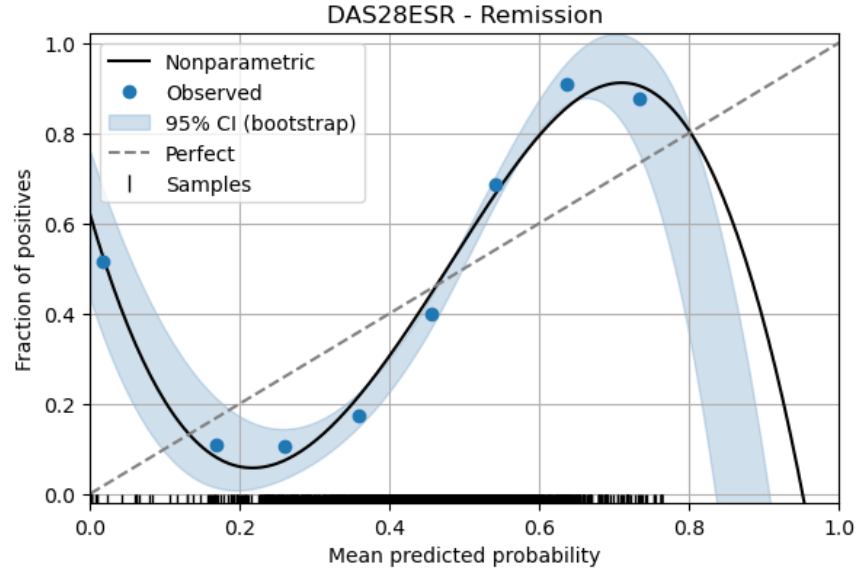 DAS28ESR - Remission
Nonparametric
Observed
95% CI (bootstrap)
Perfect
Samples
Fraction of positives
1.0
0.8
0.6
0.4
0.2
0.0
0.0 0.2 0.4 0.6 0.8 1.0
Mean predicted probability